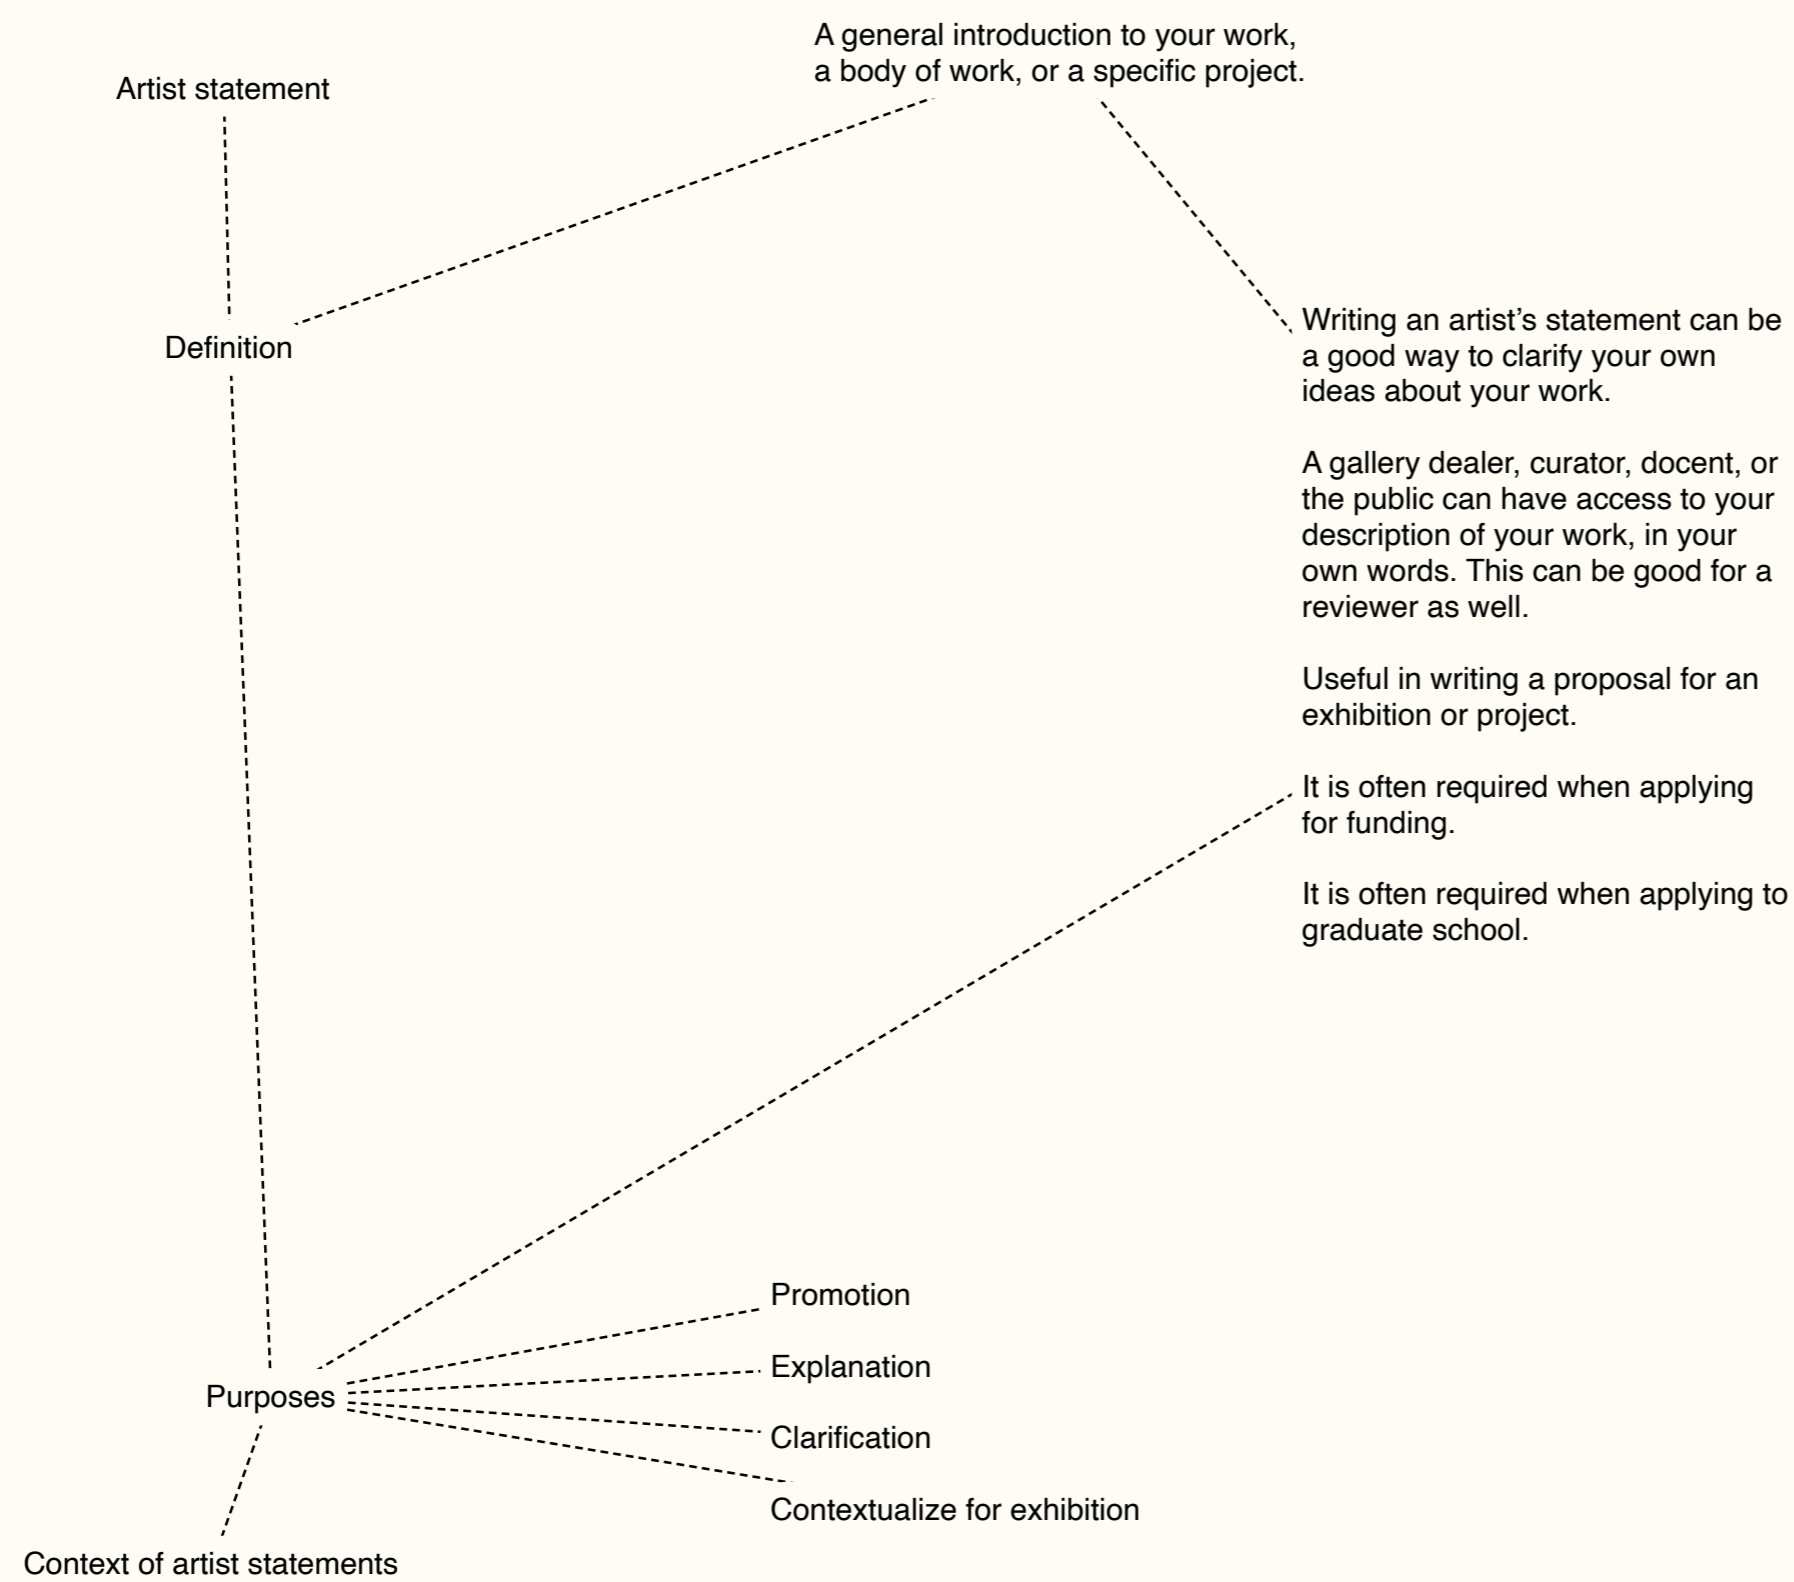 Artist statement
A general introduction to your work,
a body of work, or a specific project.
Definition
Writing an artist’s statement can be
a good way to clarify your own
ideas about your work.
A gallery dealer, curator, docent, or
the public can have access to your
description of your work, in your
own words. This can be good for a
reviewer as well.
Useful in writing a proposal for an
exhibition or project.
It is often required when applying
for funding.
It is often required when applying to
graduate school.
Purposes
Promotion
Explanation
Clarification
Contextualize for exhibition
Context of artist statements